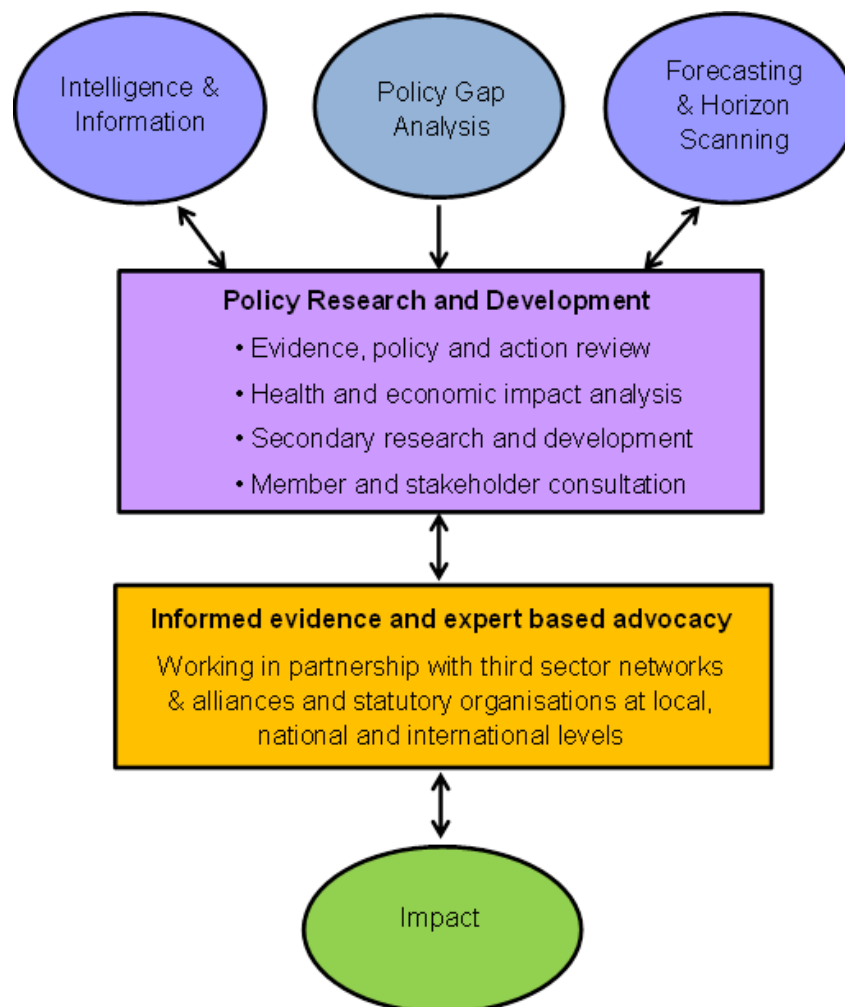 Intelligence &
Information
Policy Gap
Analysis
Forecasting
& Horizon
Scanning
Policy Research and Development
• Evidence, policy and action review
• Health and economic impact analysis
• Secondary research and development
• Member and stakeholder consultation
Informed evidence and expert based advocacy
Working in partnership with third sector networks
& alliances and statutory organisations at local,
national and international levels
Impact